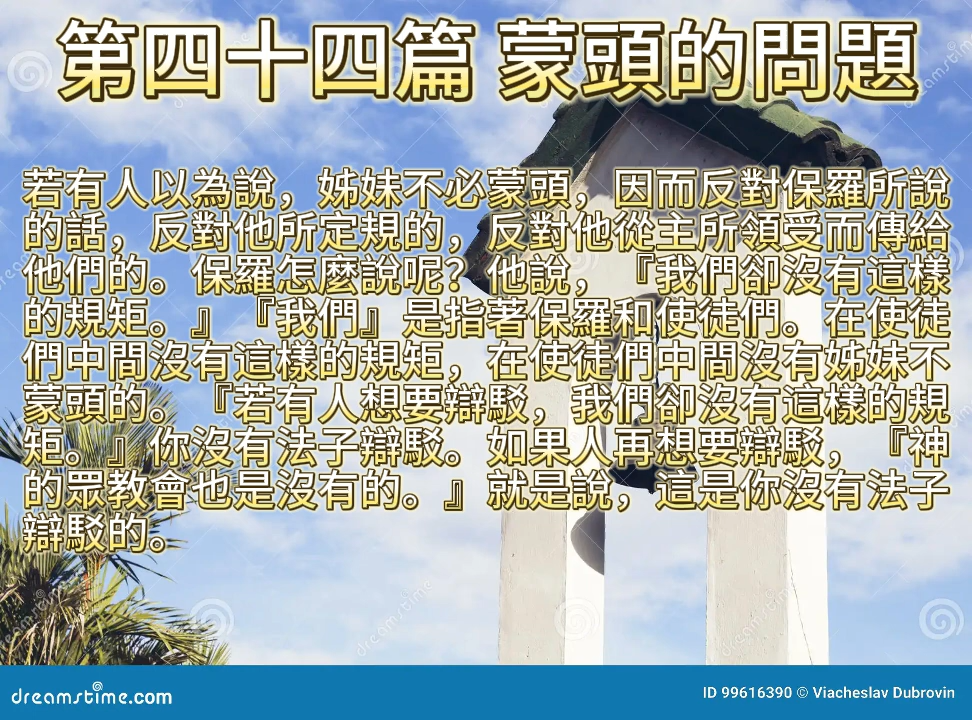 第四十四篇 蒙頭的問題
若有人以為說，姊妹不必蒙頭，因而反對保羅所說
的話，反對他所定規的，反對他從主所領受而傳給
他們的。保羅怎麼說呢？他說，『我們卻沒有這樣
的規矩。』『我們』是指著保羅和使徒們。在使徒
們中間沒有這樣的規矩，在使徒們中間沒有姊妹不
蒙頭的。『若有人想要辯駁，我們卻沒有這樣的規
矩。』你沒有法子辯駁。如果人再想要辯駁，『神
的眾教會也是沒有的。』就是說，這是你沒有法子
辯駁的。
dreamstime.com
ID 99616390 © Viacheslav Dubrovin